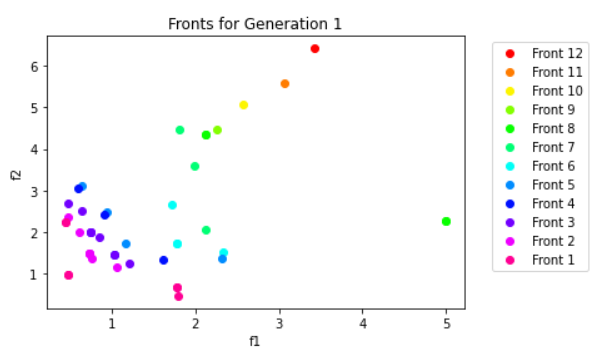 Fronts for Generation 1
f2
6
5
4
3
2
1
1 2 3 4 5
f1
Front 12
Front 11
Front 10
Front 9
Front 8
Front 7
Front 6
Front 5
Front 4
Front 3
Front 2
Front 1